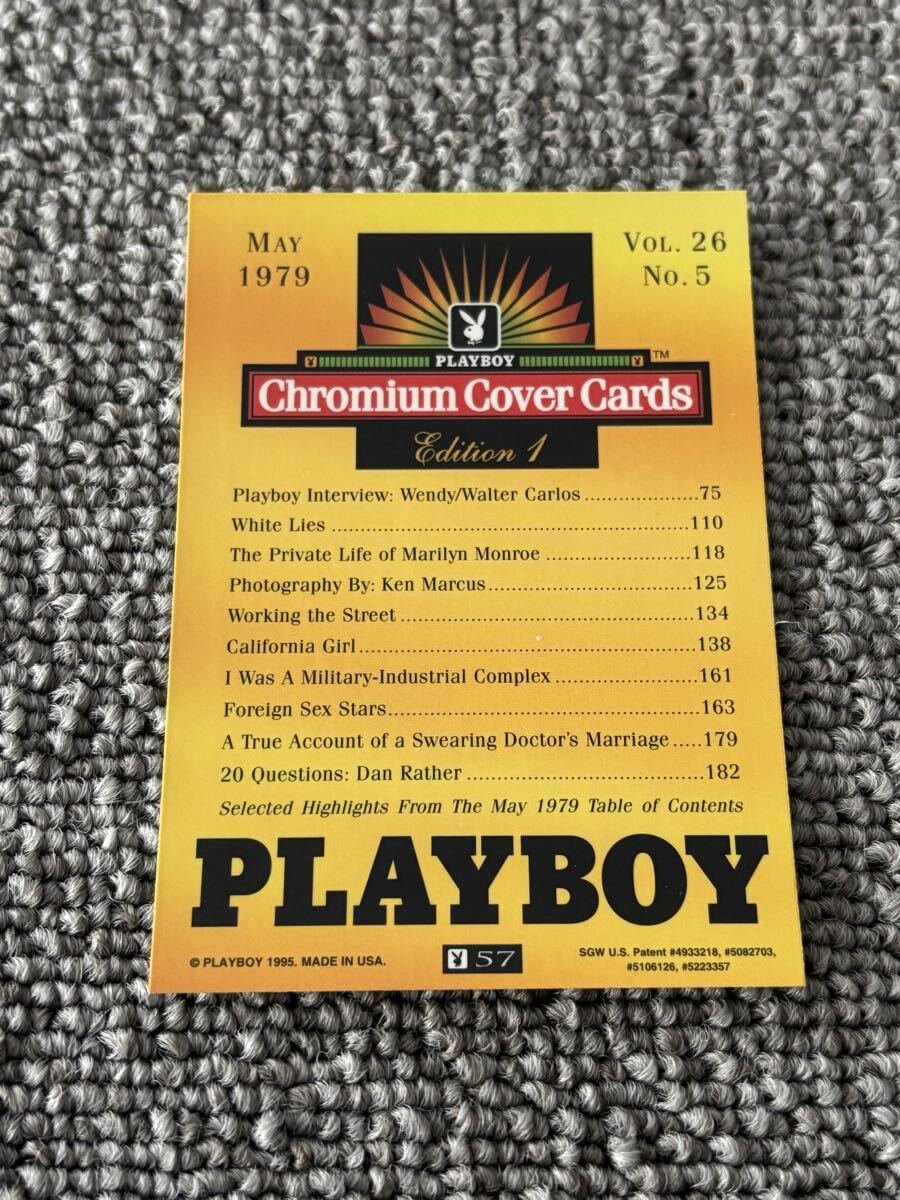 MAY
1979
VOL. 26
NO. 5
PLAYBOY
Chromium Cover Cards™
Edition 1
Playboy Interview: Wendy/Walter Carlos....................75
White Lies ...............................................................110
The Private Life of Marilyn Monroe .........................118
Photography By: Ken Marcus....................................125
Working the Street....................................................134
California Girl...........................................................138
I Was A Military-Industrial Complex .........................161
Foreign Sex Stars......................................................163
A True Account of a Swearing Doctor's Marriage.....179
20 Questions: Dan Rather .........................................182
Selected Highlights From The May 1979 Table of Contents
PLAYBOY
© PLAYBOY 1995. MADE IN USA.
57
SGW U.S. Patent #4933218, #5082703,
#5106126, #5223357